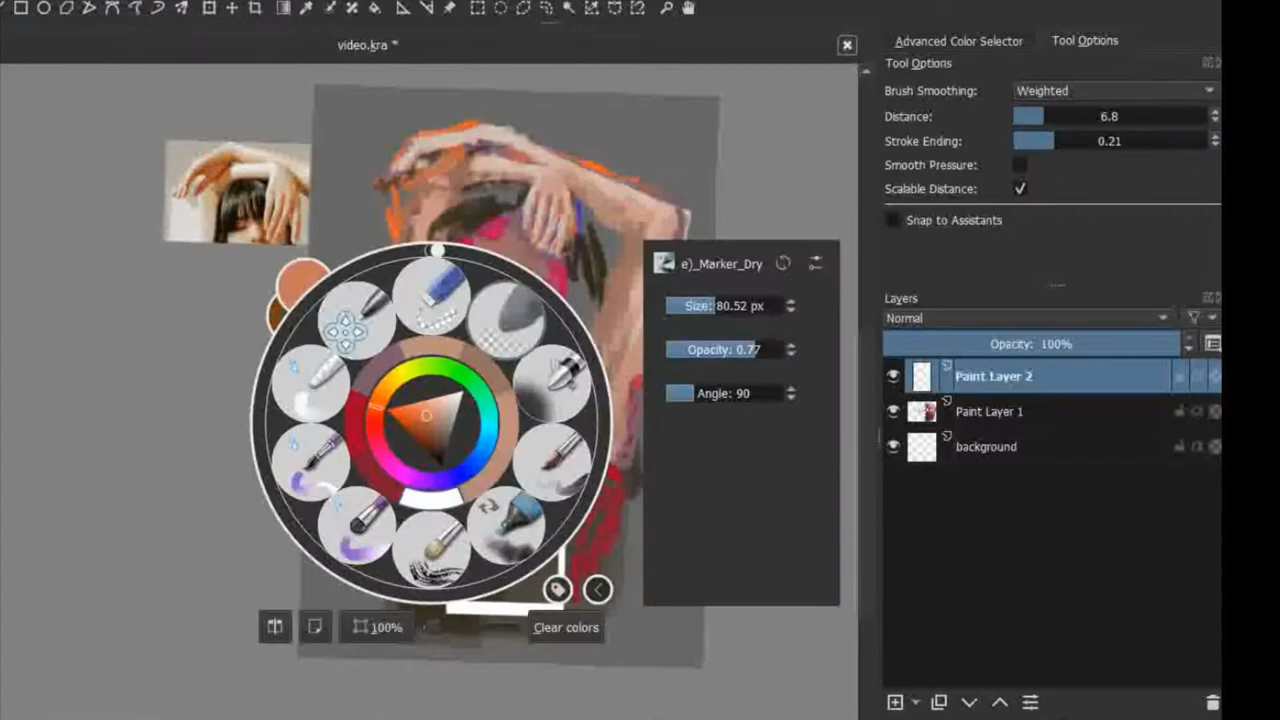 video.kra *
Advanced Color Selector
Tool Options
Tool Options
Brush Smoothing:
Weighted
Distance:
6.8
Stroke Ending:
0.21
Smooth Pressure:
Scalable Distance:
Snap to Assistants
e)_Marker_Dry
Size: 80.52 px
Opacity: 0.77
Angle: 90
Layers
Normal
Opacity: 100%
Paint Layer 2
Paint Layer 1
background
100%
Clear colors